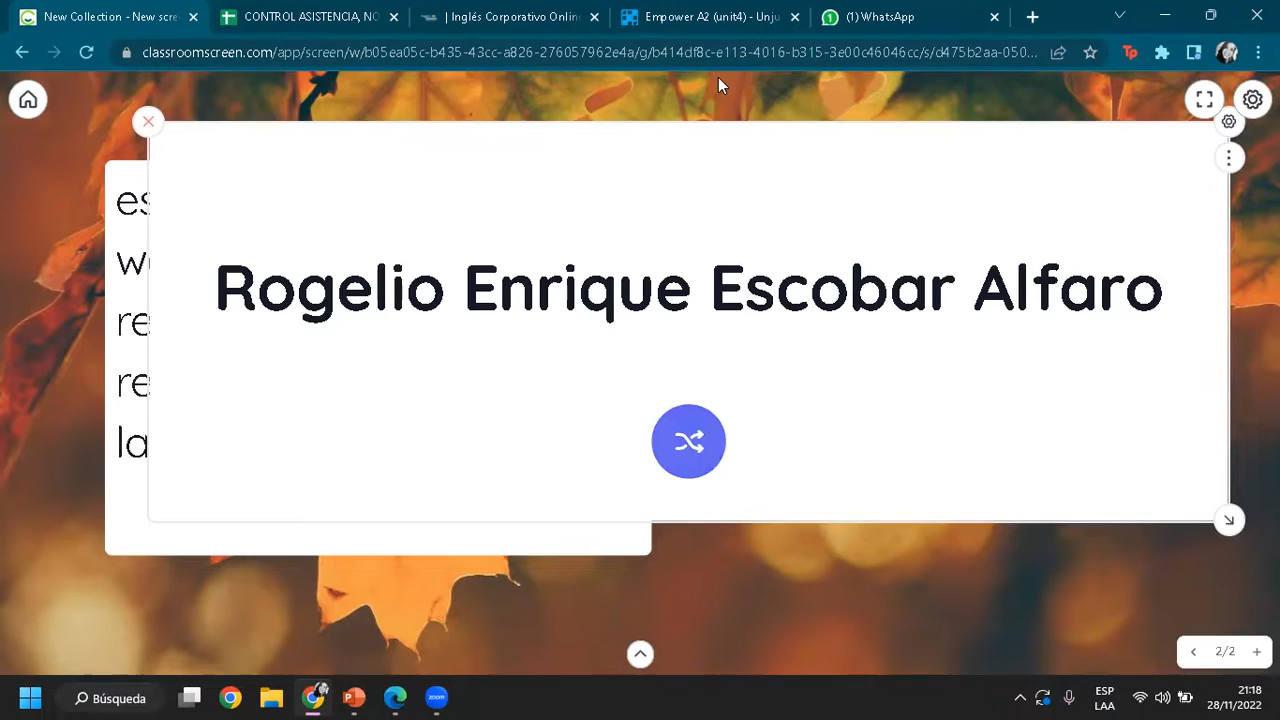 New Collection - New scre
CONTROL ASISTENCIA, NO
| Inglés Corporativo Onlin
Empower A2 (unit4) - Unju
(1) WhatsApp
classroomscreen.com/app/screen/w/b05ea05c-b435-43cc-a826-276057962e4a/g/b414df8c-e113-4016-b315-3e00c46046cc/s/d475b2aa-050...
es
w
Rogelio Enrique Escobar Alfaro
re
re
la
2/2
Búsqueda
ESP
LAA
21:18
28/11/2022